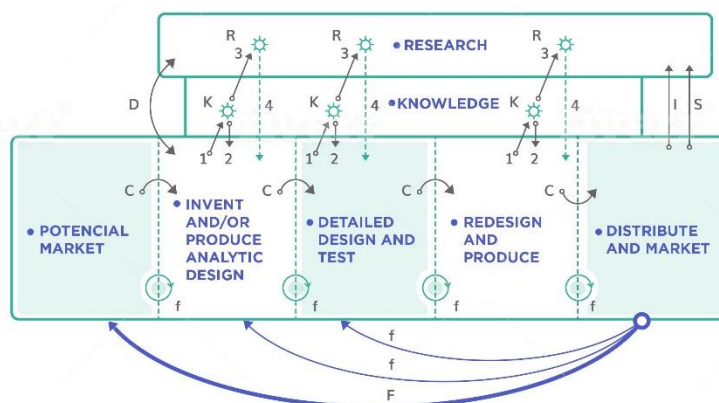 R R R
3 3 3
• RESEARCH
D K 4 K 4 • KNOWLEDGE K 4 I S
1 2 1 2 1 2
C C C C
• POTENCIAL
MARKET
• INVENT
AND/OR
PRODUCE
ANALYTIC
DESIGN
• DETAILED
DESIGN AND
TEST
• REDESIGN
AND
PRODUCE
• DISTRIBUTE
AND MARKET
f f f f
f
f
F